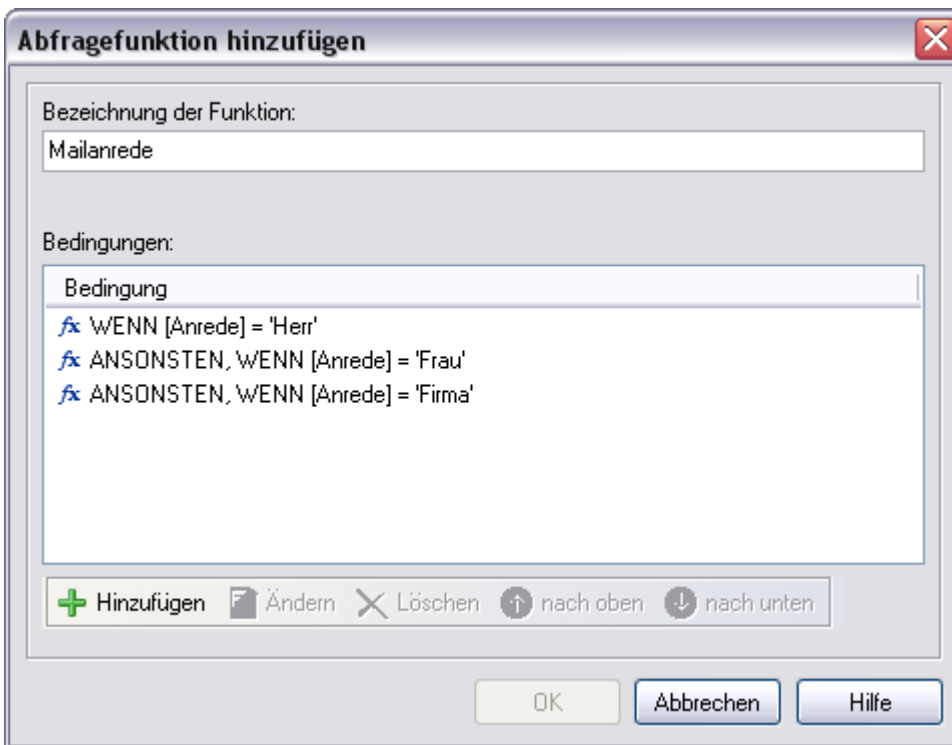 Abfragefunktion hinzufügen
Bezeichnung der Funktion:
Mailanrede
Bedingungen:
Bedingung
fx WENN [Anrede] = 'Herr'
fx ANSONSTEN, WENN [Anrede] = 'Frau'
fx ANSONSTEN, WENN [Anrede] = 'Firma'
Hinzufügen Ändern Löschen nach oben nach unten
OK Abbrechen Hilfe